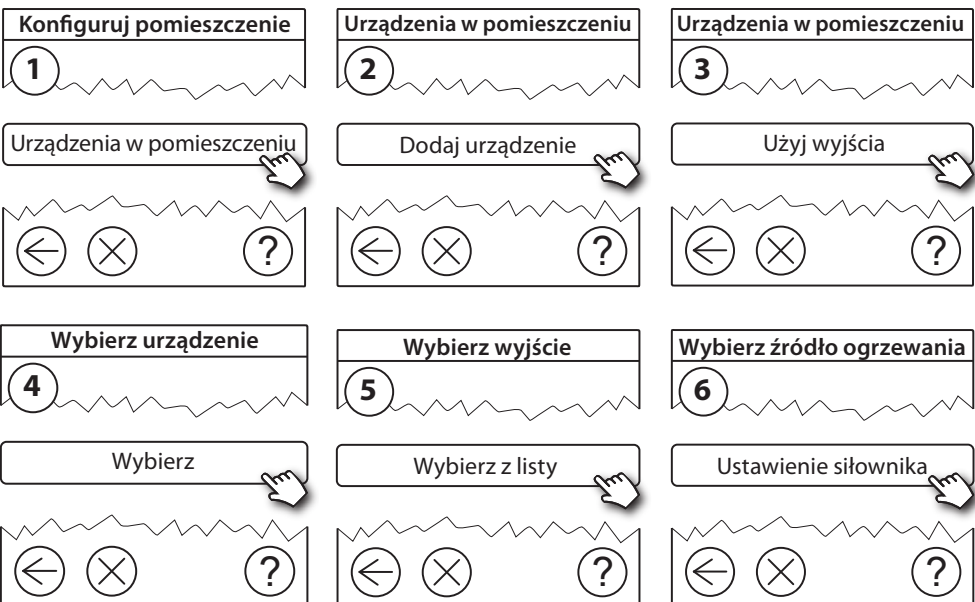 Konfiguruj pomieszczenie
1
Urządzenia w pomieszczeniu
?
Urządzenia w pomieszczeniu
2
Dodaj urządzenie
?
Urządzenia w pomieszczeniu
3
Użyj wyjścia
?
Wybierz urządzenie
4
Wybierz
?
Wybierz wyjście
5
Wybierz z listy
?
Wybierz źródło ogrzewania
6
Ustawienie siłownika
?